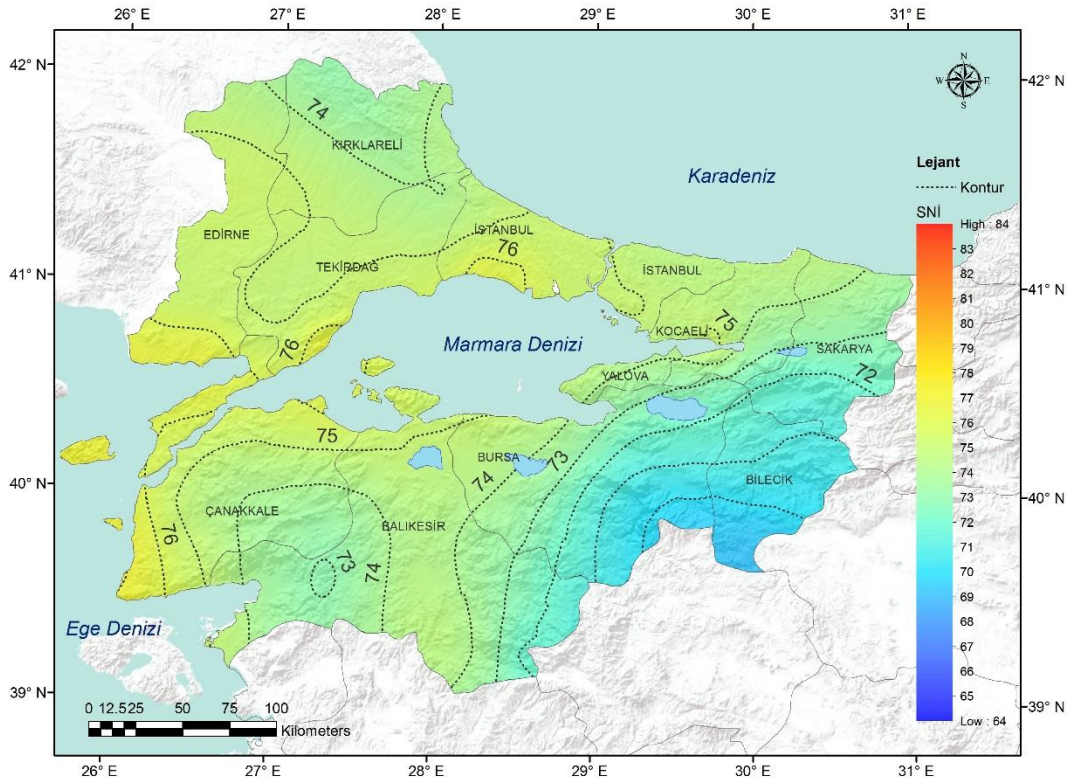 26° E 27° E 28° E 29° E 30° E 31° E
42° N 42° N
N
W E
S
74
KIRKLARELİ
Lejant
Kontur
Karadeniz
SNİ
High : 84
83
82
81
80
79
78
77
76
75
74
73
72
71
70
69
68
67
66
65
Low : 64
EDİRNE
İSTANBUL
76
TEKİRDAĞ
İSTANBUL
41° N 41° N
75
KOCAELİ
76
Marmara Denizi
SAKARYA
YALOVA
72
75
BURSA
73
74
BİLECİK
40° N 40° N
ÇANAKKALE
BALIKESİR
76
73
74
Ege Denizi
39° N 39° N
0 12.5 25 50 75 100
Kilometers
26° E 27° E 28° E 29° E 30° E 31° E